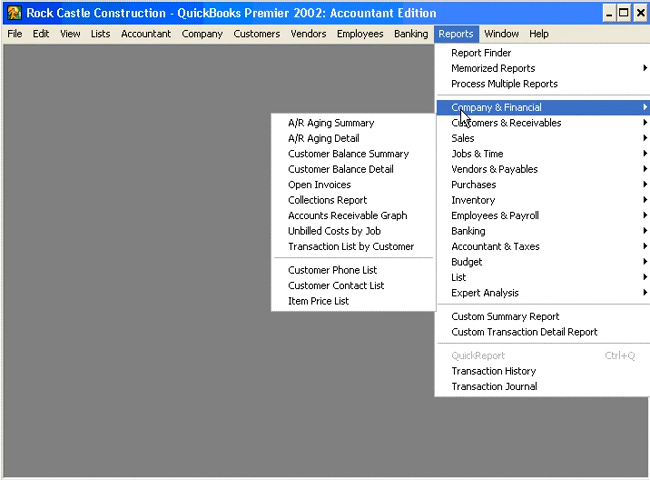 Rock Castle Construction - QuickBooks Premier 2002: Accountant Edition
File Edit View Lists Accountant Company Customers Vendors Employees Banking Reports Window Help
Report Finder
Memorized Reports
Process Multiple Reports
Company & Financial
Customers & Receivables
Sales
Jobs & Time
Vendors & Payables
Purchases
Inventory
Employees & Payroll
Banking
Accountant & Taxes
Budget
List
Expert Analysis
Custom Summary Report
Custom Transaction Detail Report
QuickReport Ctrl+Q
Transaction History
Transaction Journal
A/R Aging Summary
A/R Aging Detail
Customer Balance Summary
Customer Balance Detail
Open Invoices
Collections Report
Accounts Receivable Graph
Unbilled Costs by Job
Transaction List by Customer
Customer Phone List
Customer Contact List
Item Price List